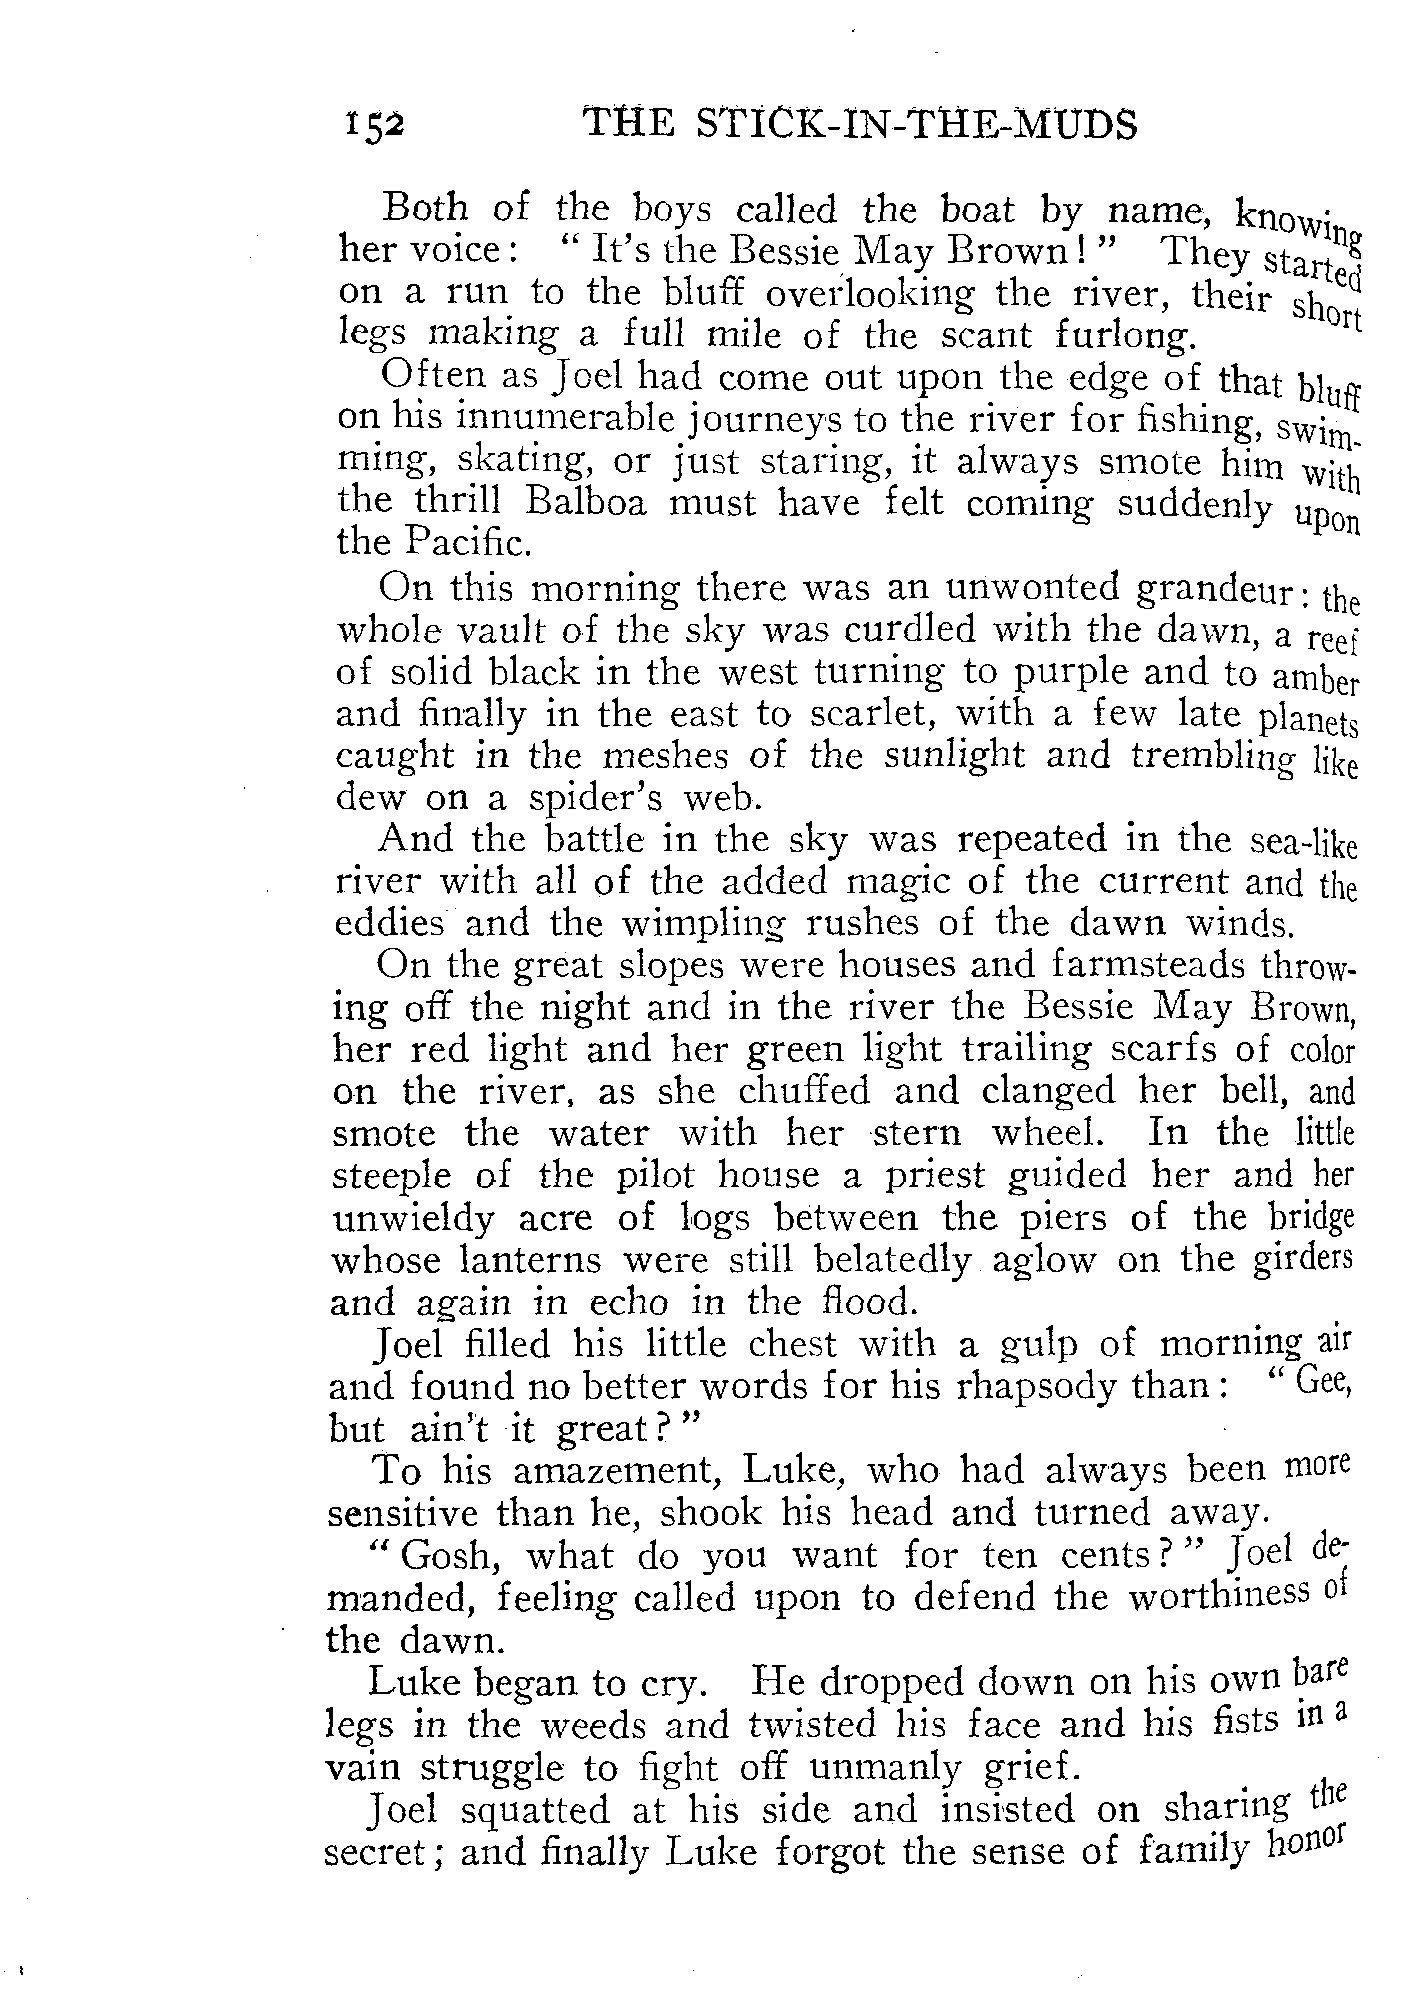 152 THE STICK-IN-THE-MUDS
Both of the boys called the boat by name, knowing
her voice: "It's the Bessie May Brown!" They started
on a run to the bluff overlooking the river, their short
legs making a full mile of the scant furlong.
Often as Joel had come out upon the edge of that bluff
on his innumerable journeys to the river for fishing, swim-
ming, skating, or just staring, it always smote him with
the thrill Balboa must have felt coming suddenly upon
the Pacific.
On this morning there was an unwonted grandeur: the
whole vault of the sky was curdled with the dawn, a reef
of solid black in the west turning to purple and to amber
and finally in the east to scarlet, with a few late planets
caught in the meshes of the sunlight and trembling like
dew on a spider's web.
And the battle in the sky was repeated in the sea-like
river with all of the added magic of the current and the
eddies and the wimpling rushes of the dawn winds.
On the great slopes were houses and farmsteads throw-
ing off the night and in the river the Bessie May Brown,
her red light and her green light trailing scarfs of color
on the river, as she chuffed and clanged her bell, and
smote the water with her stern wheel. In the little
steeple of the pilot house a priest guided her and her
unwieldy acre of logs between the piers of the bridge
whose lanterns were still belatedly aglow on the girders
and again in echo in the flood.
Joel filled his little chest with a gulp of morning air
and found no better words for his rhapsody than: "Gee,
but ain't it great?"
To his amazement, Luke, who had always been more
sensitive than he, shook his head and turned away.
"Gosh, what do you want for ten cents?" Joel de-
manded, feeling called upon to defend the worthiness of
the dawn.
Luke began to cry. He dropped down on his own bare
legs in the weeds and twisted his face and his fists in a
vain struggle to fight off unmanly grief.
Joel squatted at his side and insisted on sharing the
secret; and finally Luke forgot the sense of family honor